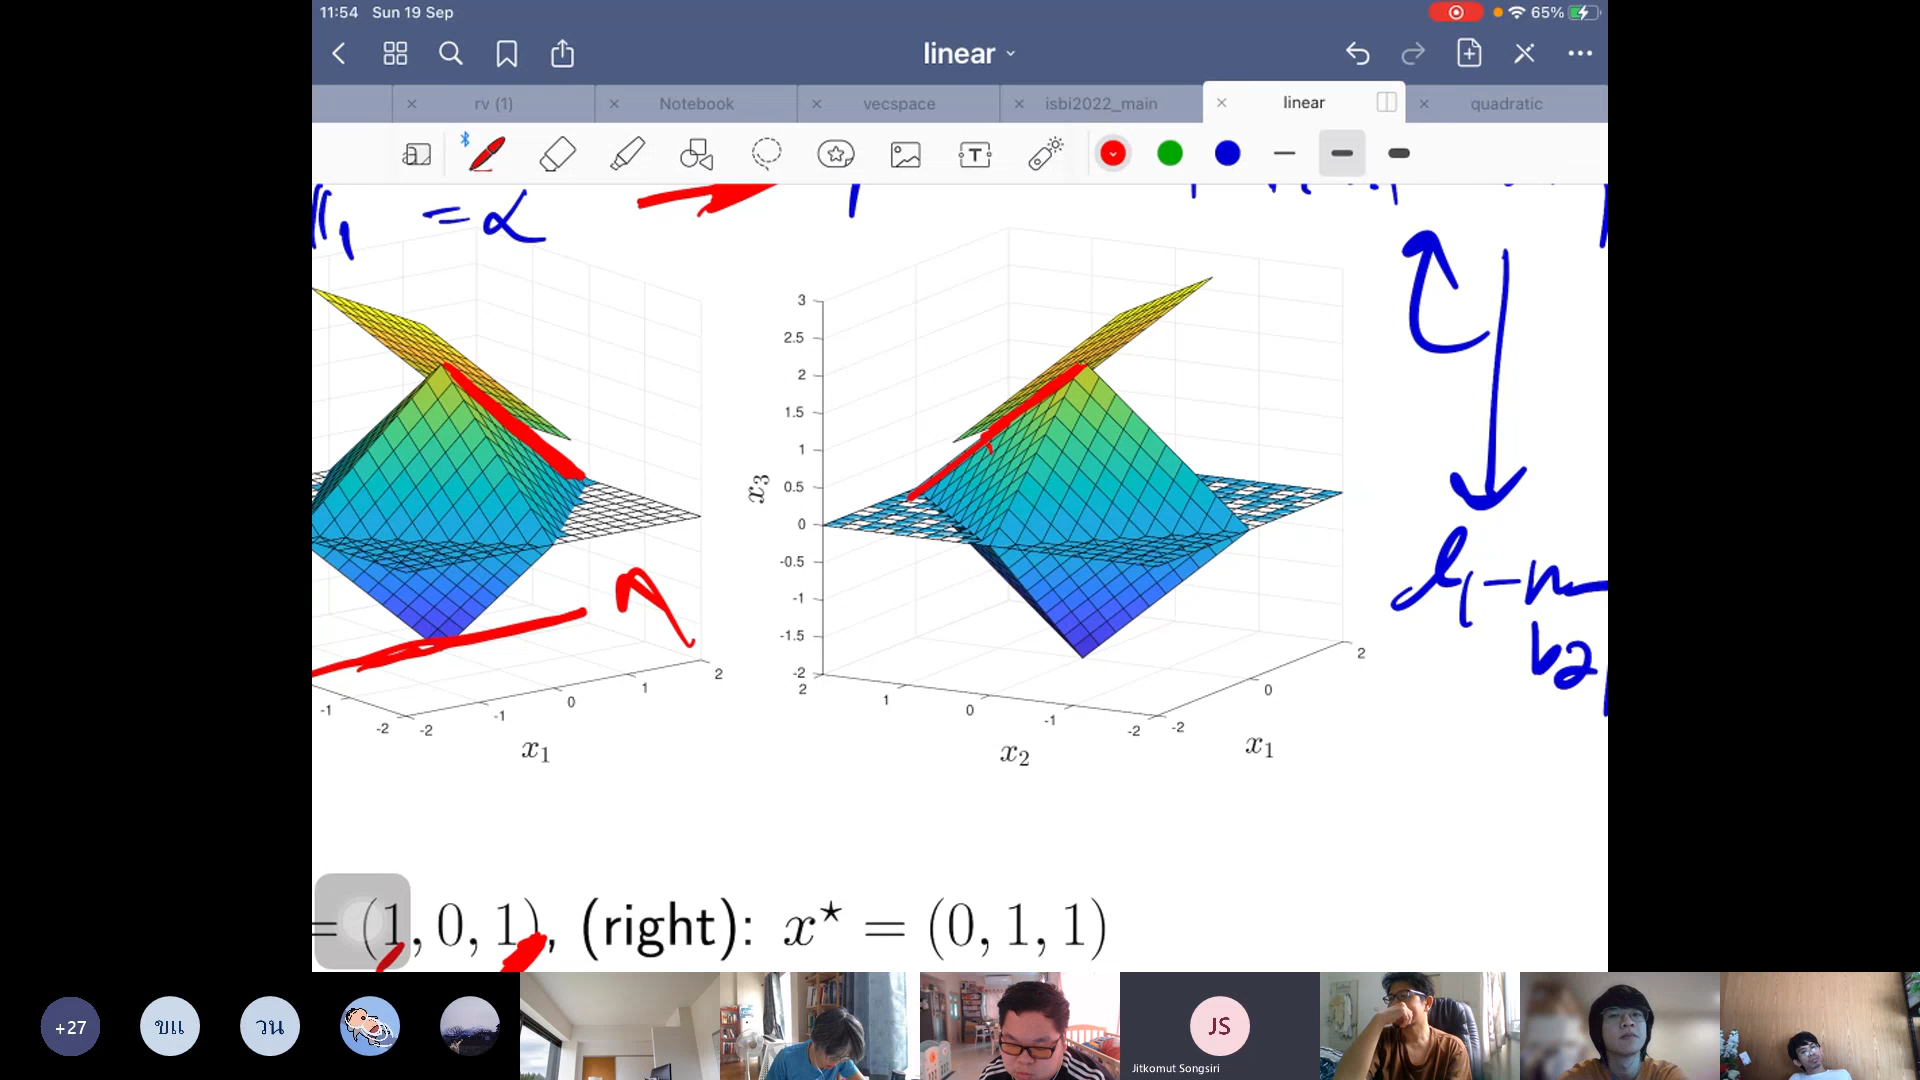 11:54 Sun 19 Sep
65%
linear
rv (1)
Notebook
vecspace
isbi2022_main
linear
quadratic
= α
3
2.5
2
1.5
1
0.5
0
-0.5
-1
-1.5
-2
x3
-1
-2
-2
-1
0
1
2
x1
2
1
0
-1
-2
x2
-2
0
2
x1
= (1, 0, 1), (right): x⋆ = (0, 1, 1)
+27
ขแ
วน
JS
Jitkomut Songsiri